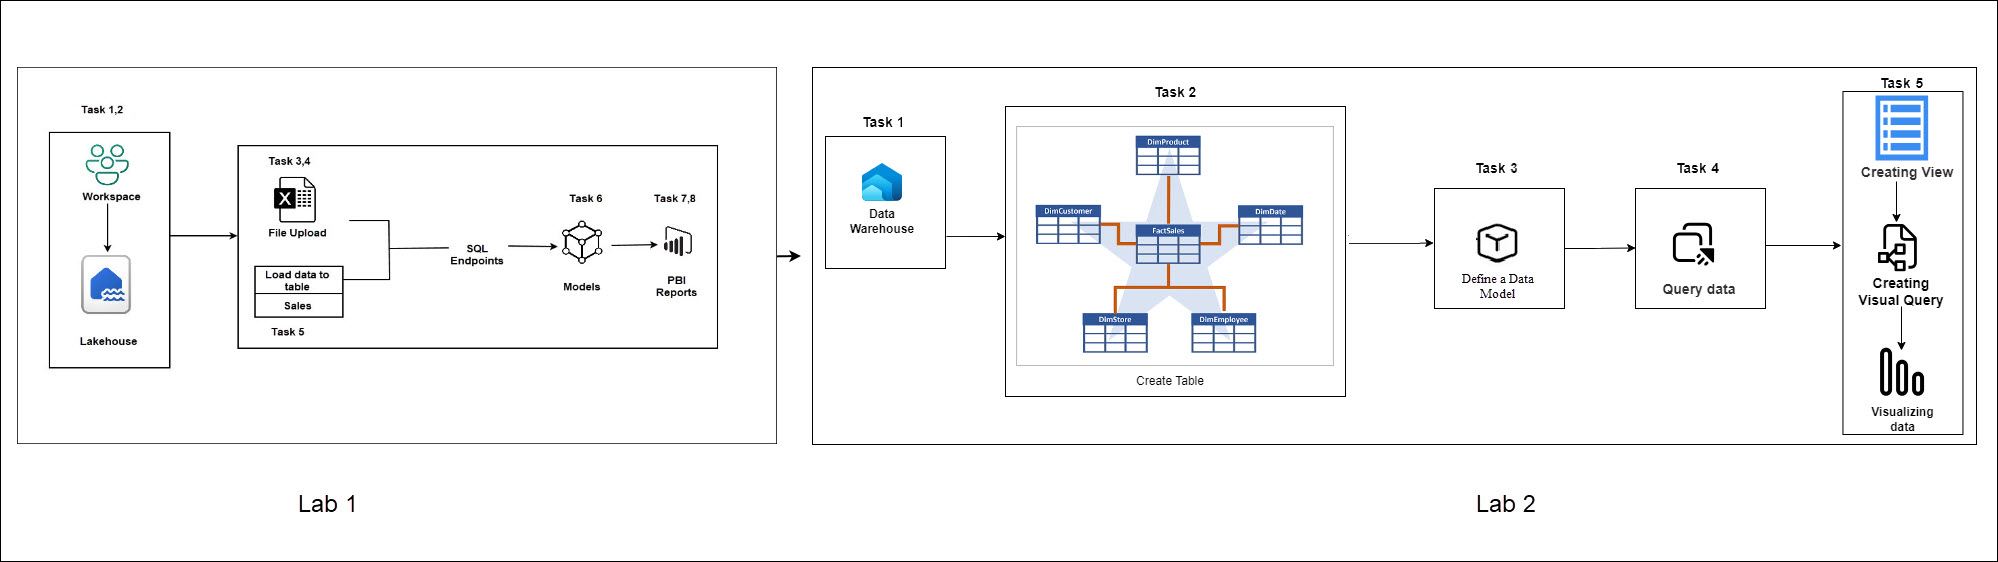 Task 1,2
Workspace
Lakehouse
Task 3,4
File Upload
Load data to
table
Sales
Task 5
SQL
Endpoints
Task 6
Models
Task 7,8
PBI
Reports
Lab 1
Task 1
Data
Warehouse
Task 2
DimProduct
DimCustomer
DimDate
FactSales
DimStore
DimEmployee
Create Table
Task 3
Define a Data
Model
Task 4
Query data
Task 5
Creating View
Creating
Visual Query
Visualizing
data
Lab 2